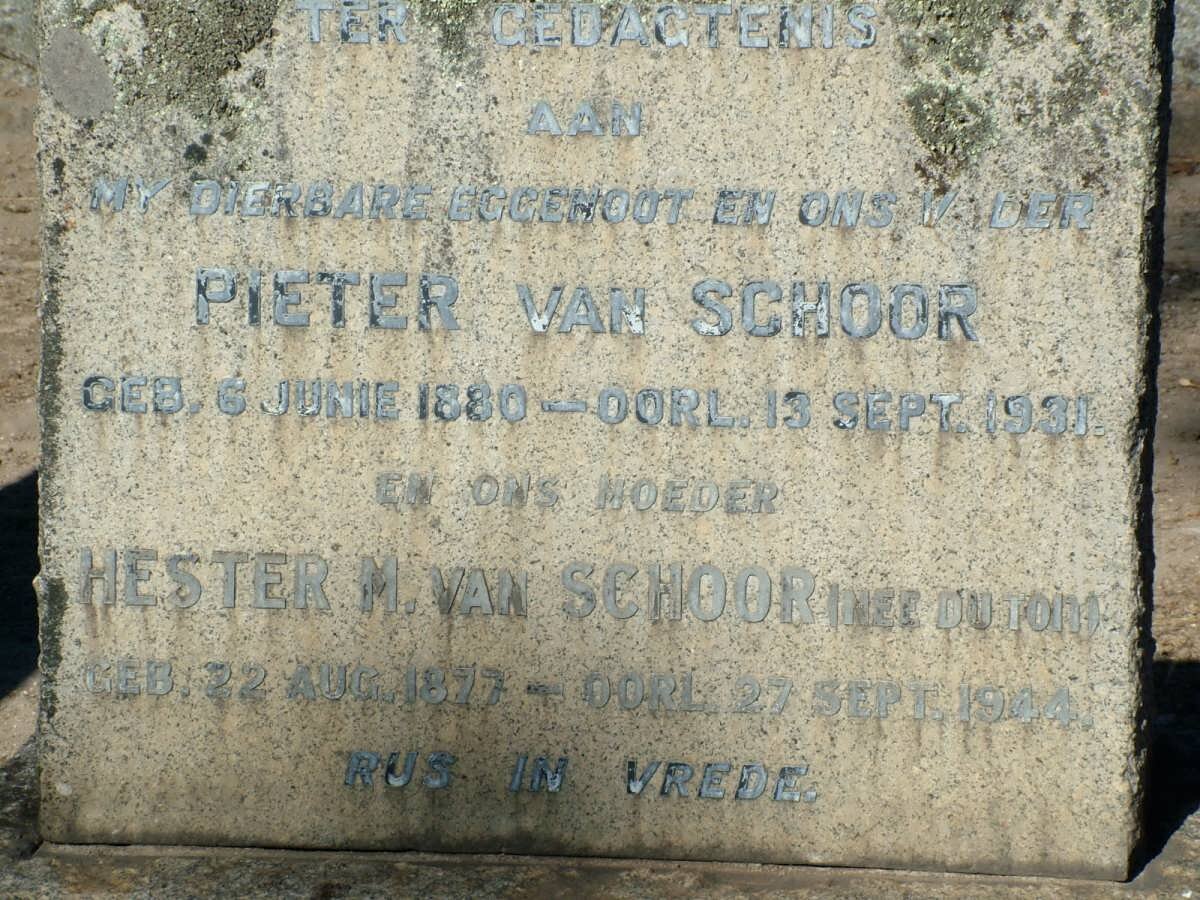 TER GEDAGTENIS
AAN
MY DIERBARE EGGENOOT EN ONS V DER
PIETER VAN SCHOOR
GEB. 6 JUNIE 1880 — OORL. 13 SEPT. 1931.
EN ONS MOEDER
HESTER M. VAN SCHOOR (NEE DU TOIT)
GEB. 22 AUG. 1877 — OORL. 27 SEPT. 1944.
RUS IN VREDE.